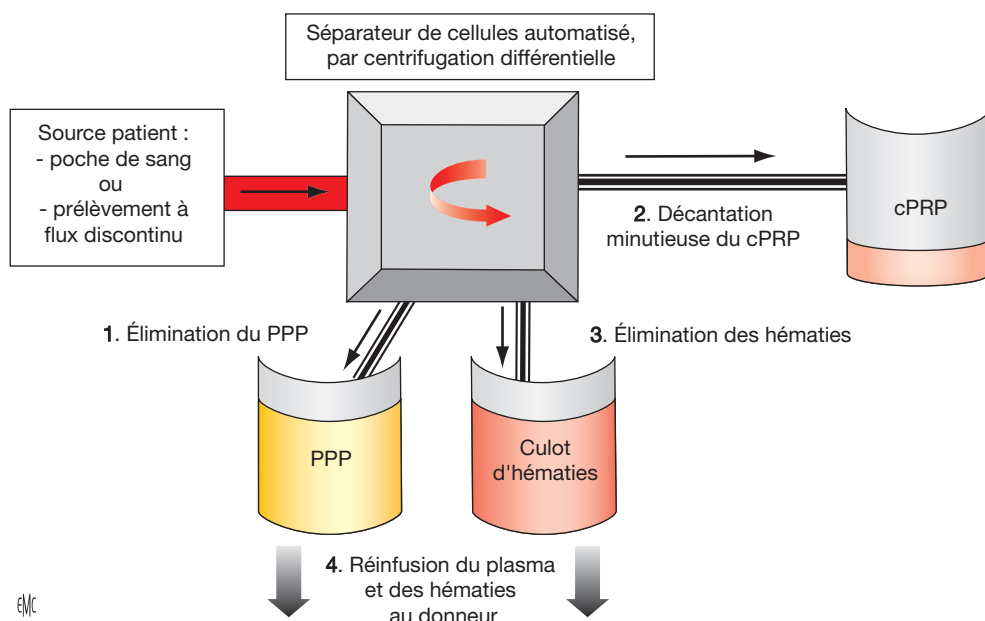 Séparateur de cellules automatisé,
par centrifugation différentielle
Source patient :
- poche de sang
ou
- prélèvement à
flux discontinu
2. Décantation
minutieuse du cPRP
cPRP
1. Élimination du PPP
3. Élimination des hématies
PPP
Culot
d'hématies
4. Réinfusion du plasma
et des hématies
au donneur
EMC